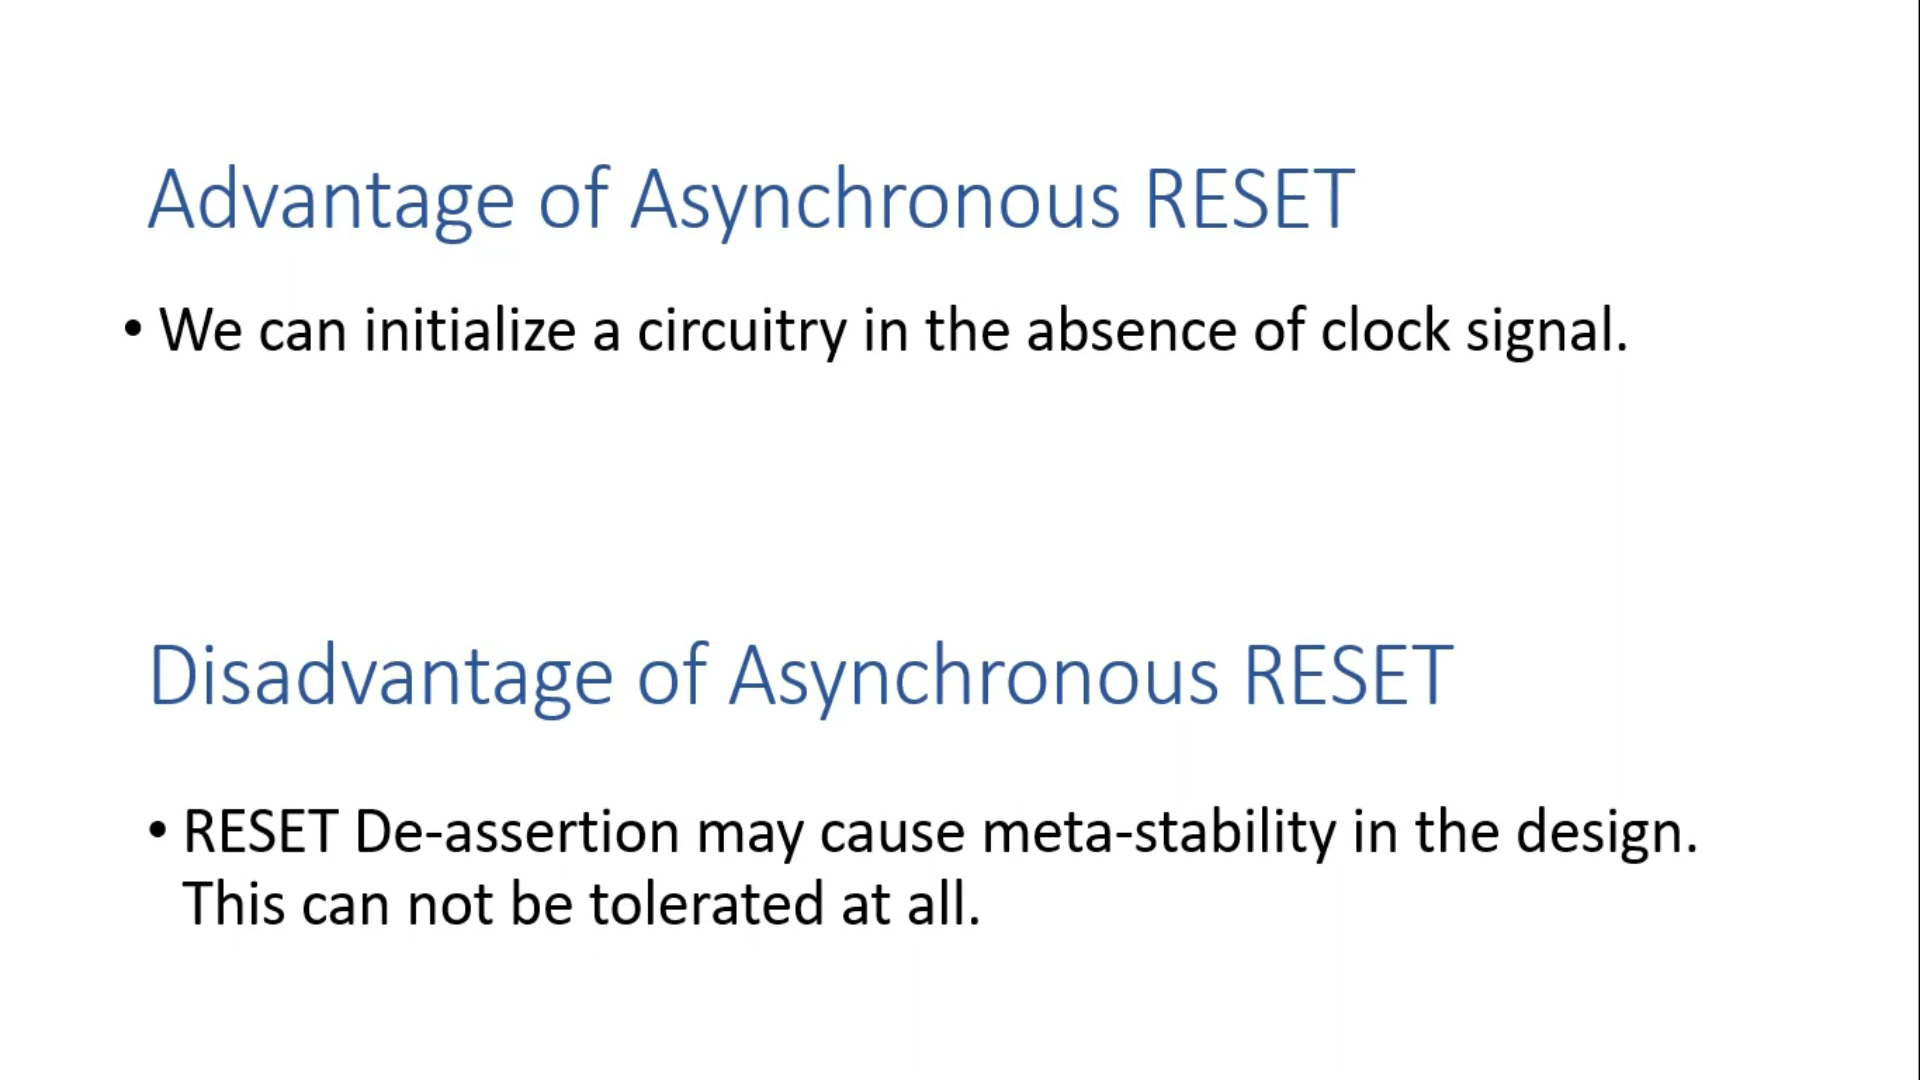 Advantage of Asynchronous RESET
• We can initialize a circuitry in the absence of clock signal.
Disadvantage of Asynchronous RESET
• RESET De-assertion may cause meta-stability in the design.
This can not be tolerated at all.